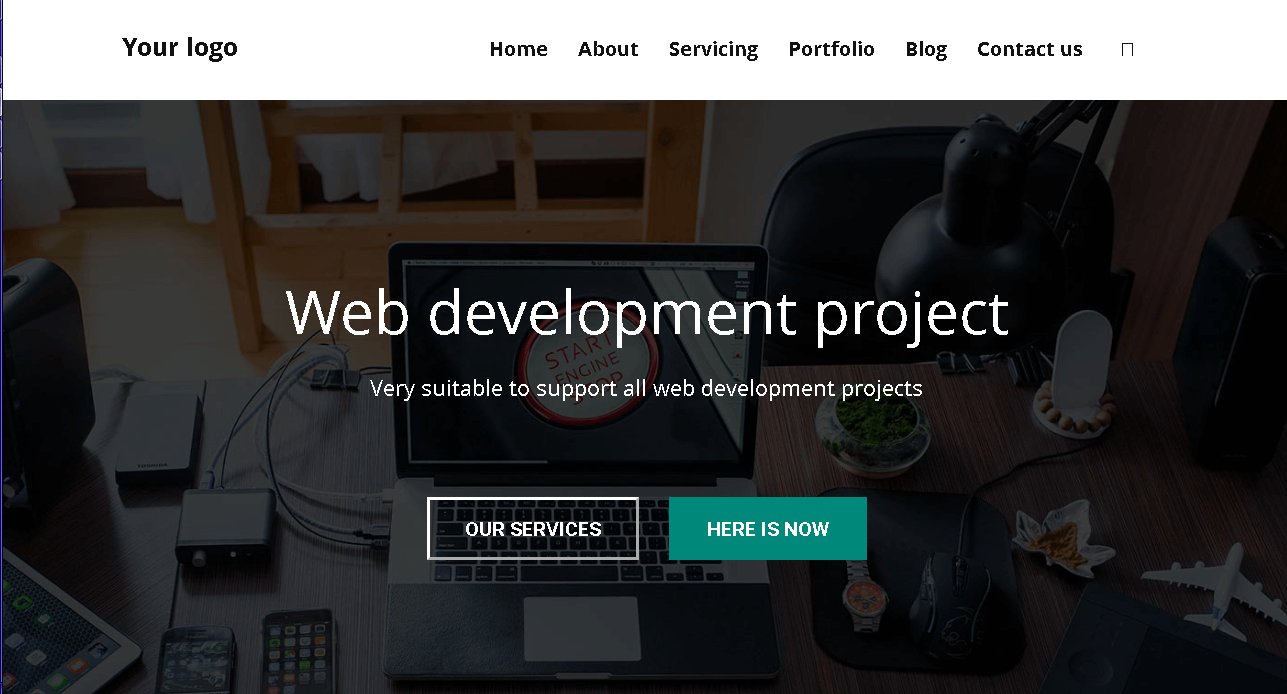 Your logo
Home About Servicing Portfolio Blog Contact us
Web development project
START
ENGINE
Very suitable to support all web development projects
TOSHIBA
OUR SERVICES
HERE IS NOW